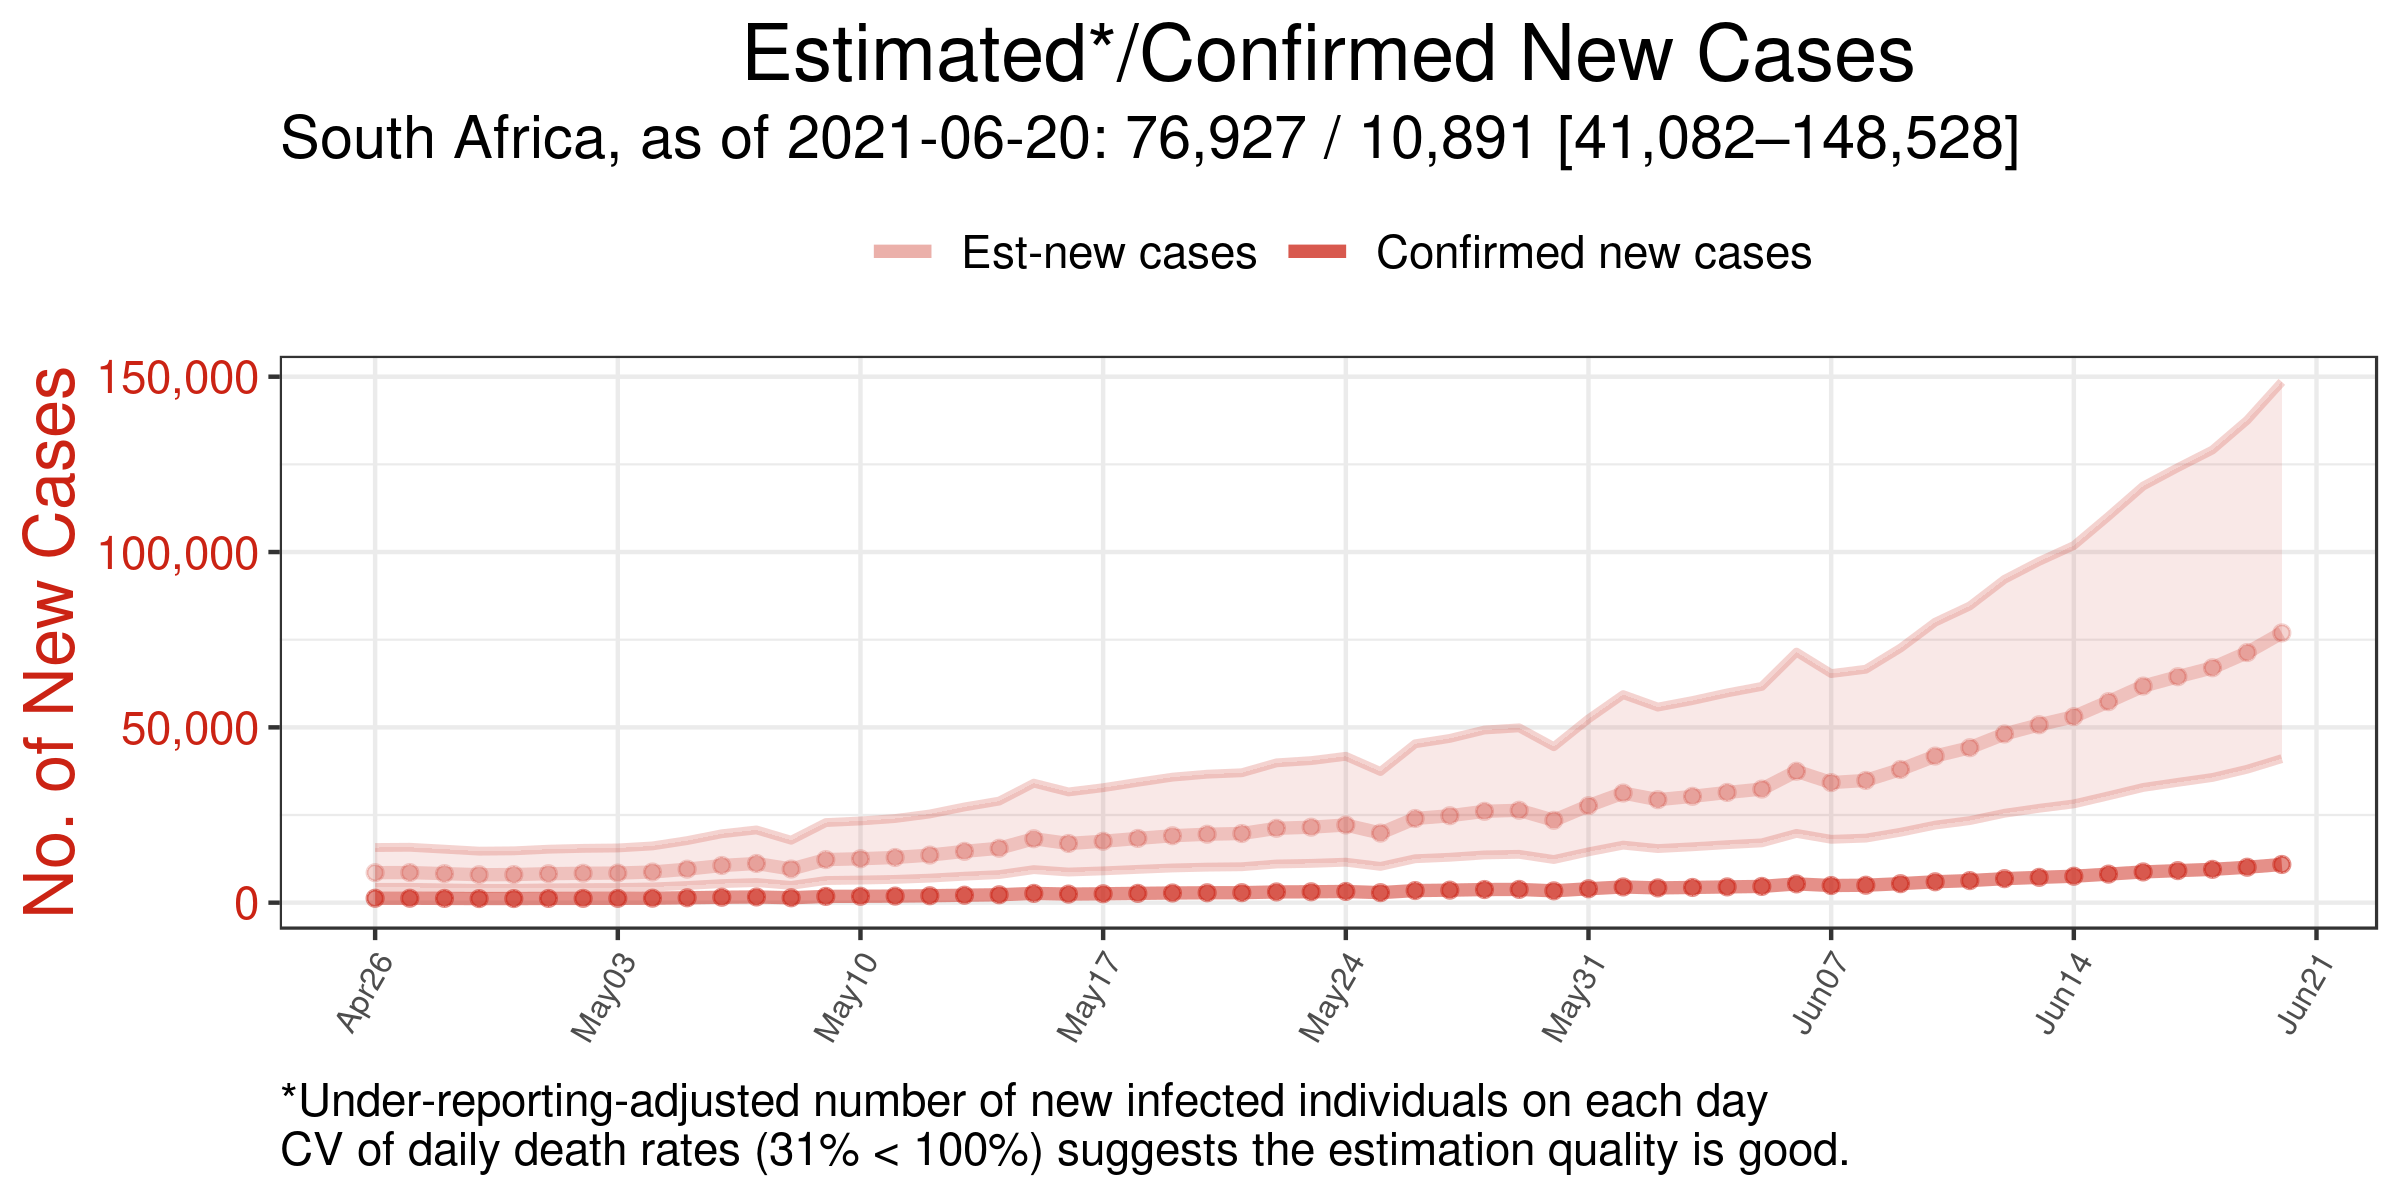 Estimated*/Confirmed New Cases
South Africa, as of 2021-06-20: 76,927 / 10,891 [41,082–148,528]
Est-new cases
Confirmed new cases
No. of New Cases
150,000
100,000
50,000
0
Apr26
May03
May10
May17
May24
May31
Jun07
Jun14
Jun21
*Under-reporting-adjusted number of new infected individuals on each day
CV of daily death rates (31% < 100%) suggests the estimation quality is good.